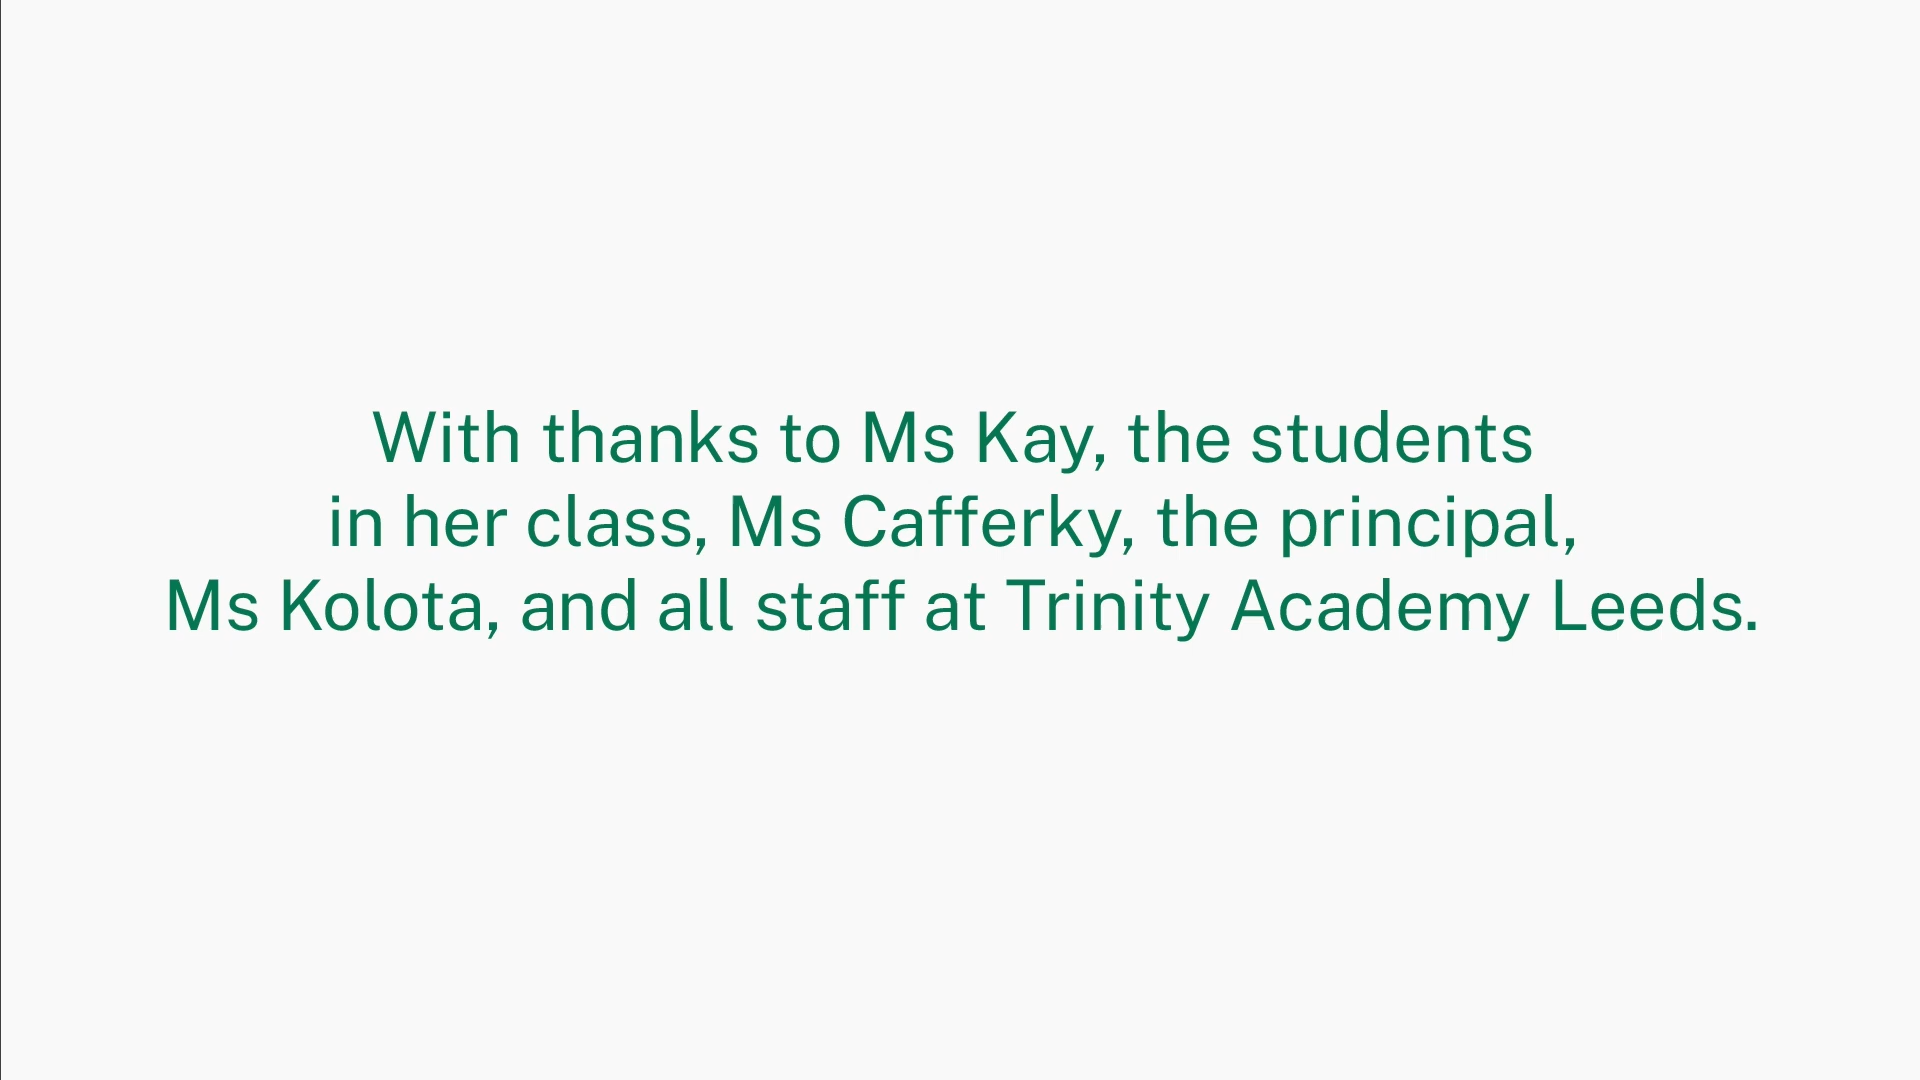 With thanks to Ms Kay, the students
in her class, Ms Cafferky, the principal,
Ms Kolota, and all staff at Trinity Academy Leeds.